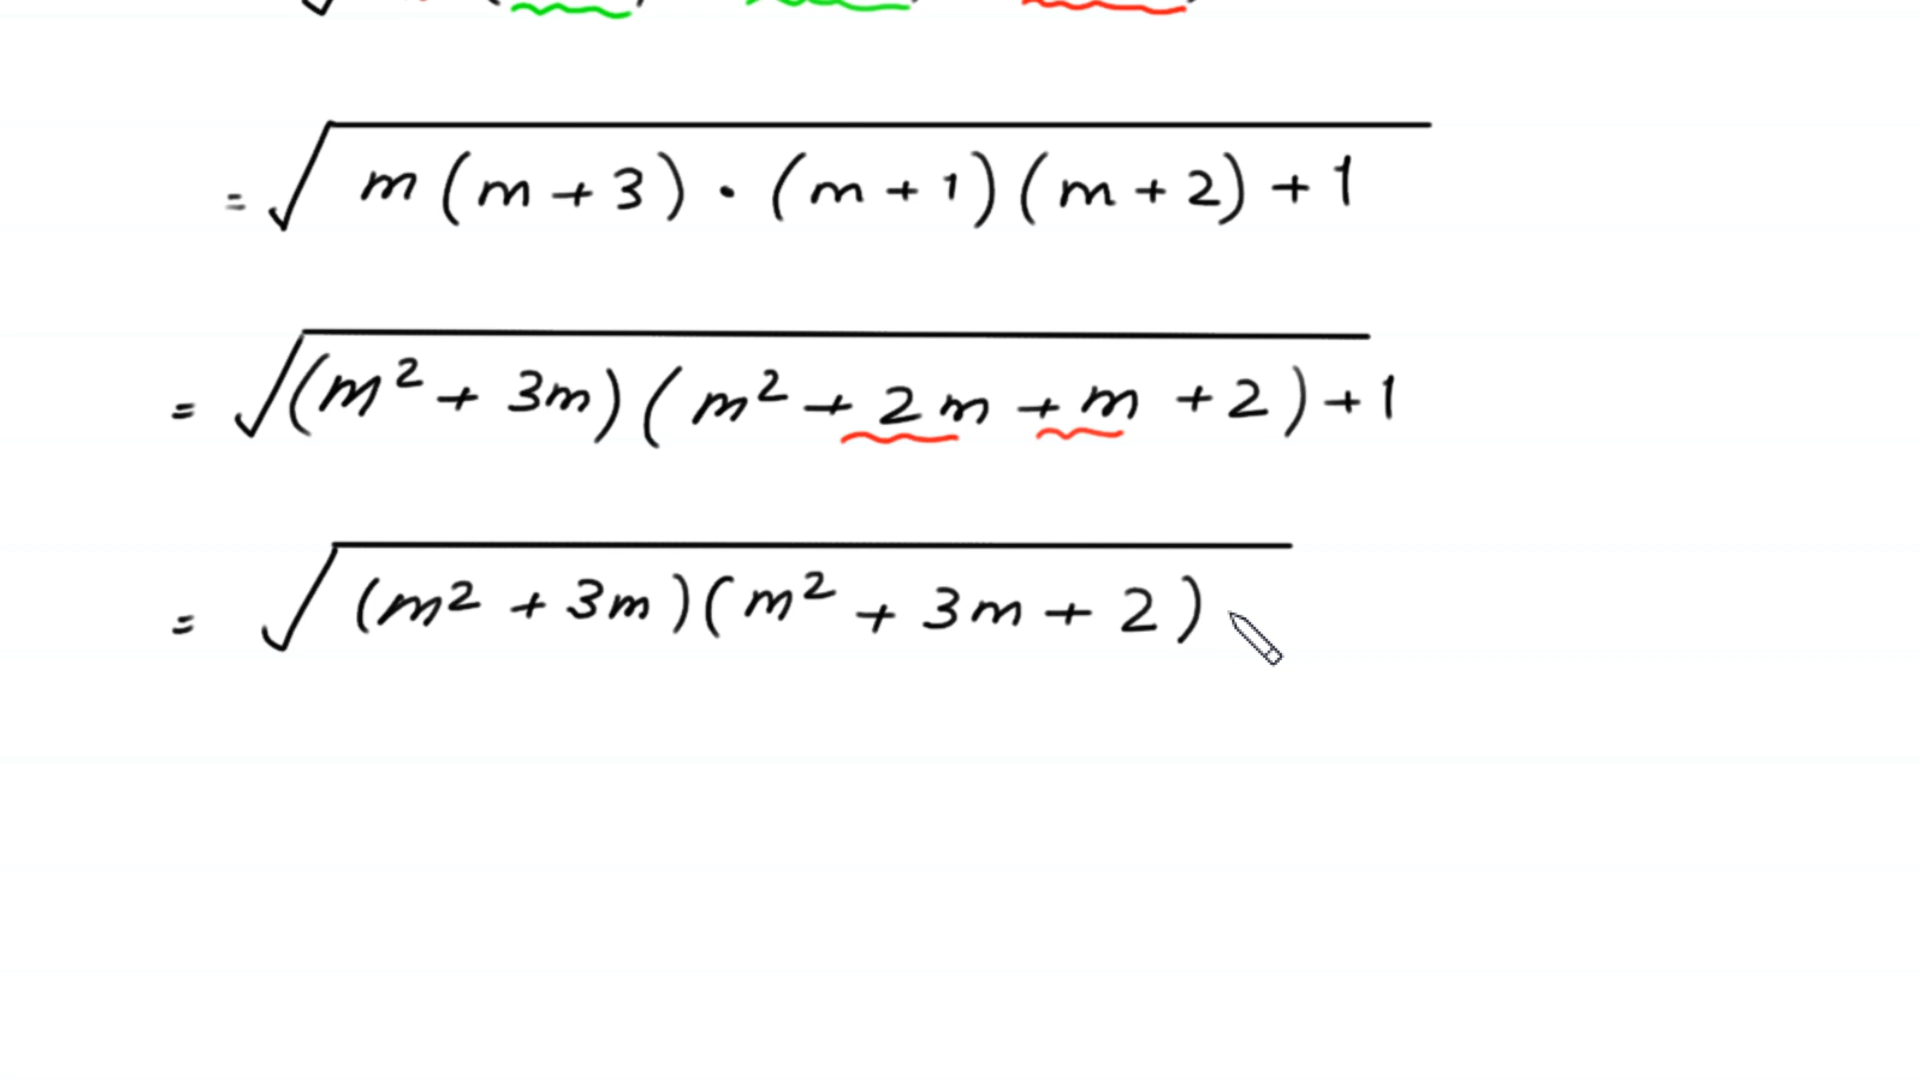 = √(m(m+3)·(m+1)(m+2)+1)
= √((m²+3m)(m²+2m+m+2)+1)
= √((m²+3m)(m²+3m+2)